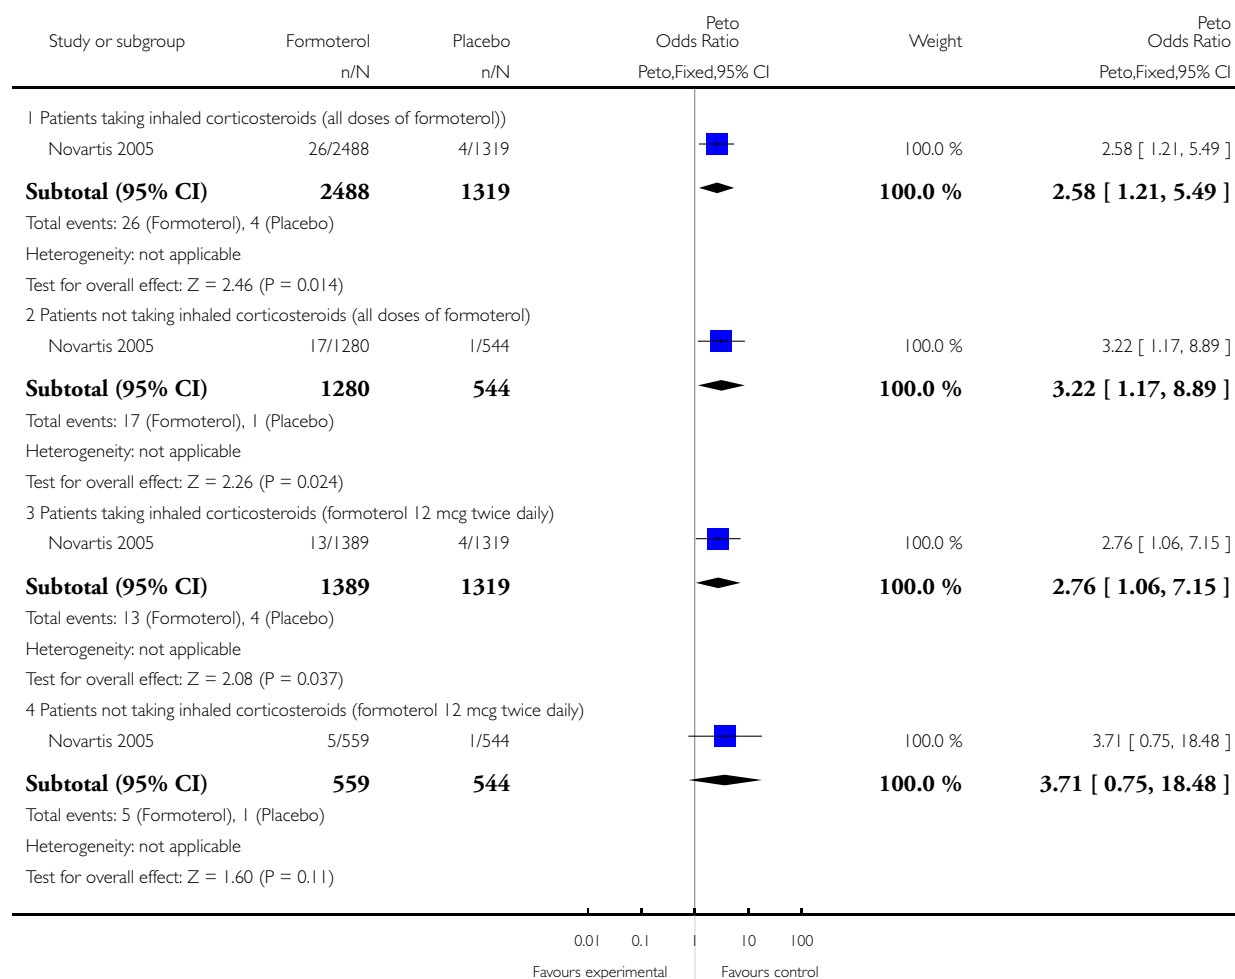 Peto Peto
Study or subgroup Formoterol Placebo Odds Ratio Weight Odds Ratio
n/N n/N Peto,Fixed,95% CI Peto,Fixed,95% CI
1 Patients taking inhaled corticosteroids (all doses of formoterol))
Novartis 2005 26/2488 4/1319 100.0 % 2.58 [ 1.21, 5.49 ]
Subtotal (95% CI) 2488 1319 100.0 % 2.58 [ 1.21, 5.49 ]
Total events: 26 (Formoterol), 4 (Placebo)
Heterogeneity: not applicable
Test for overall effect: Z = 2.46 (P = 0.014)
2 Patients not taking inhaled corticosteroids (all doses of formoterol)
Novartis 2005 17/1280 1/544 100.0 % 3.22 [ 1.17, 8.89 ]
Subtotal (95% CI) 1280 544 100.0 % 3.22 [ 1.17, 8.89 ]
Total events: 17 (Formoterol), 1 (Placebo)
Heterogeneity: not applicable
Test for overall effect: Z = 2.26 (P = 0.024)
3 Patients taking inhaled corticosteroids (formoterol 12 mcg twice daily)
Novartis 2005 13/1389 4/1319 100.0 % 2.76 [ 1.06, 7.15 ]
Subtotal (95% CI) 1389 1319 100.0 % 2.76 [ 1.06, 7.15 ]
Total events: 13 (Formoterol), 4 (Placebo)
Heterogeneity: not applicable
Test for overall effect: Z = 2.08 (P = 0.037)
4 Patients not taking inhaled corticosteroids (formoterol 12 mcg twice daily)
Novartis 2005 5/559 1/544 100.0 % 3.71 [ 0.75, 18.48 ]
Subtotal (95% CI) 559 544 100.0 % 3.71 [ 0.75, 18.48 ]
Total events: 5 (Formoterol), 1 (Placebo)
Heterogeneity: not applicable
Test for overall effect: Z = 1.60 (P = 0.11)
0.01 0.1 1 10 100
Favours experimental Favours control